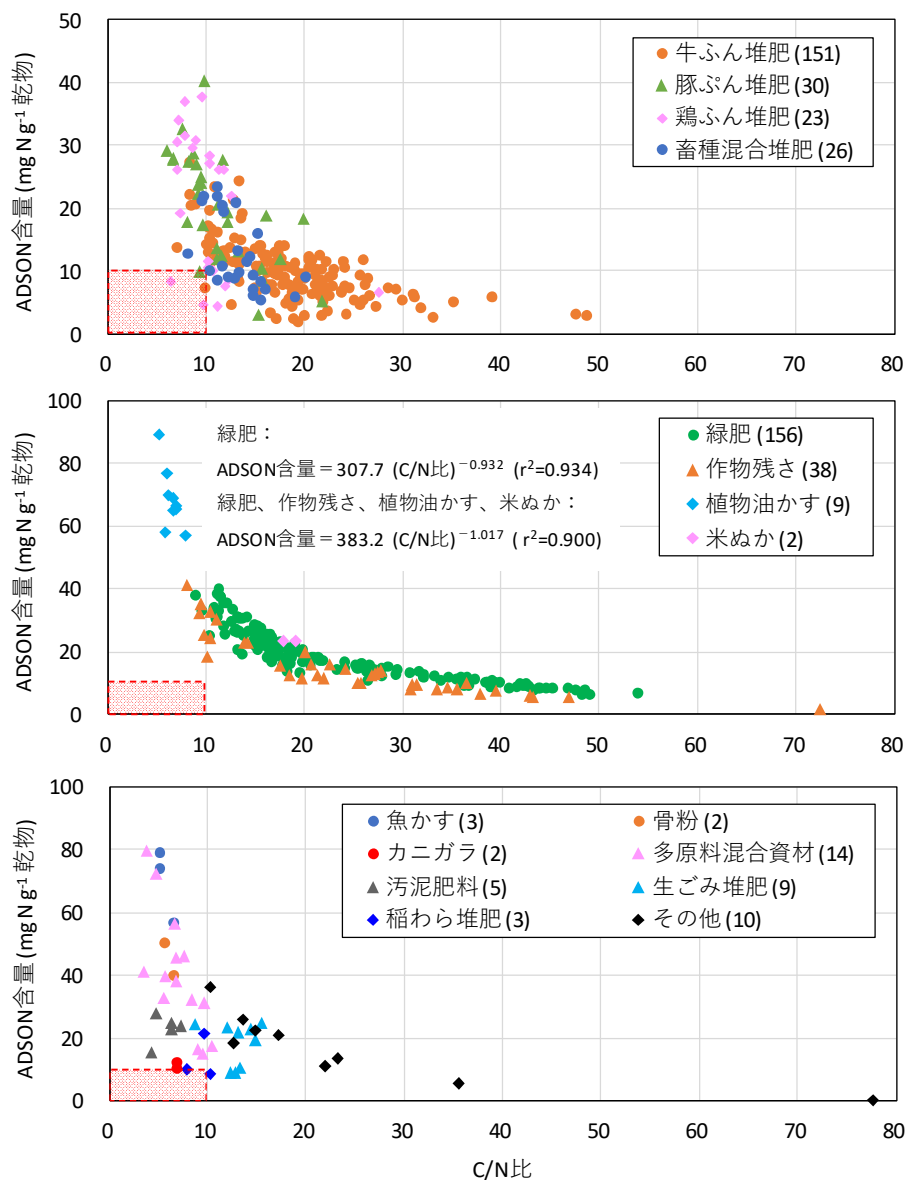 50
40
30
20
10
0
ADSON含量 (mg N g-1 乾物)
牛ふん堆肥 (151)
豚ぷん堆肥 (30)
鶏ふん堆肥 (23)
畜種混合堆肥 (26)
0 10 20 30 40 50 60 70 80
100
80
60
40
20
0
ADSON含量 (mg N g-1 乾物)
緑肥：
ADSON含量＝307.7 (C/N比)−0.932 (r2=0.934)
緑肥、作物残さ、植物油かす、米ぬか：
ADSON含量＝383.2 (C/N比)−1.017 ( r2=0.900)
緑肥 (156)
作物残さ (38)
植物油かす (9)
米ぬか (2)
0 10 20 30 40 50 60 70 80
100
80
60
40
20
0
ADSON含量 (mg N g-1 乾物)
魚かす (3) 骨粉 (2)
カニガラ (2) 多原料混合資材 (14)
汚泥肥料 (5) 生ごみ堆肥 (9)
稲わら堆肥 (3) その他 (10)
0 10 20 30 40 50 60 70 80
C/N比